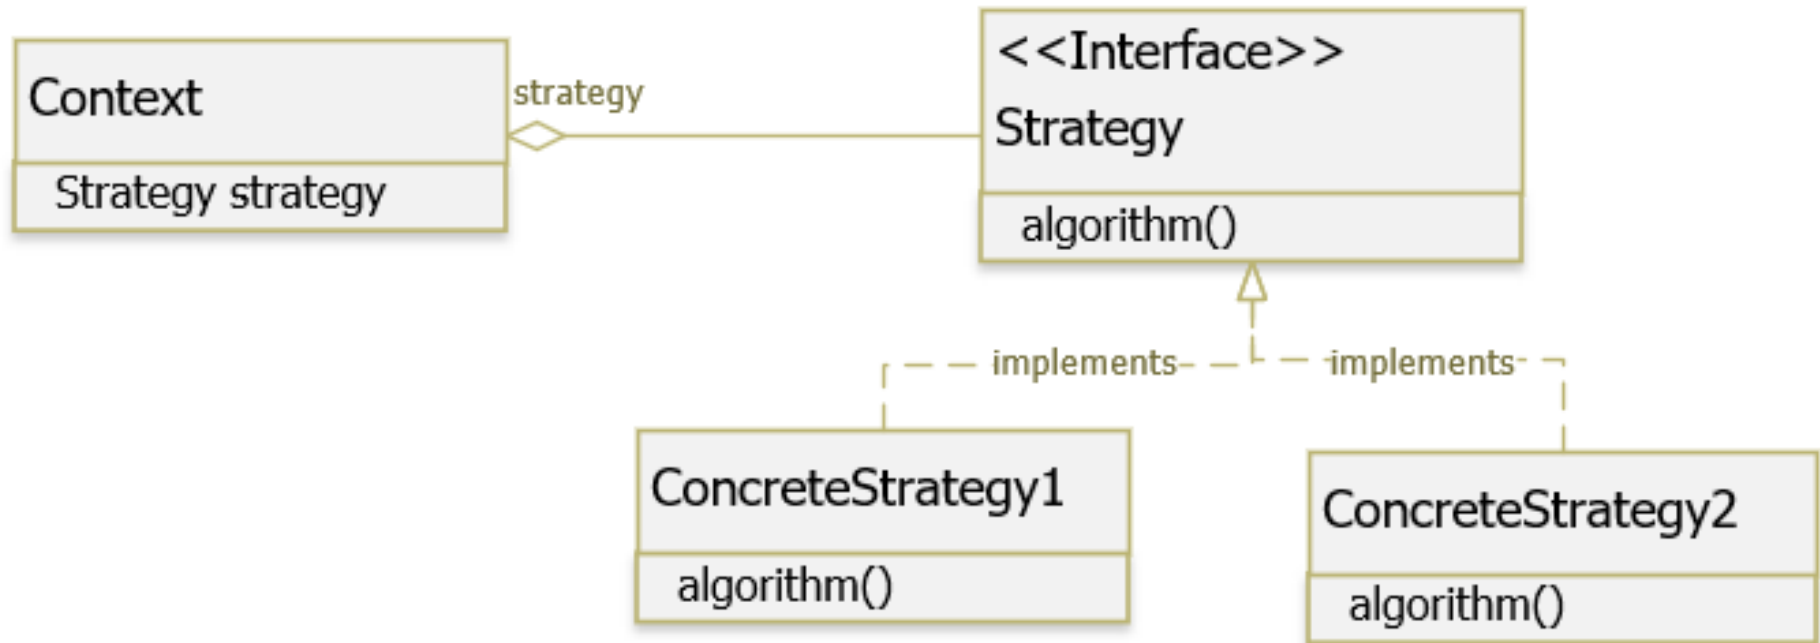 Context
Strategy strategy
strategy
<<Interface>>
Strategy
algorithm()
implements
implements
ConcreteStrategy1
algorithm()
ConcreteStrategy2
algorithm()